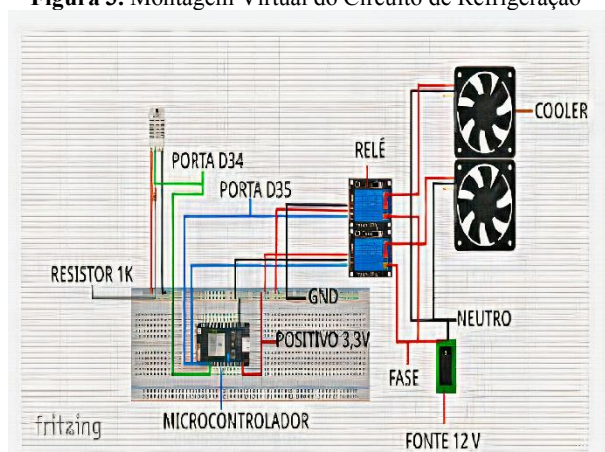 Figura 3. Montagem Virtual do Circuito de Refrigeração
COOLER
RELÉ
PORTA D34
PORTA D35
RESISTOR 1K
GND
NEUTRO
POSITIVO 3,3V
FASE
MICROCONTROLADOR
fritzing
FONTE 12 V